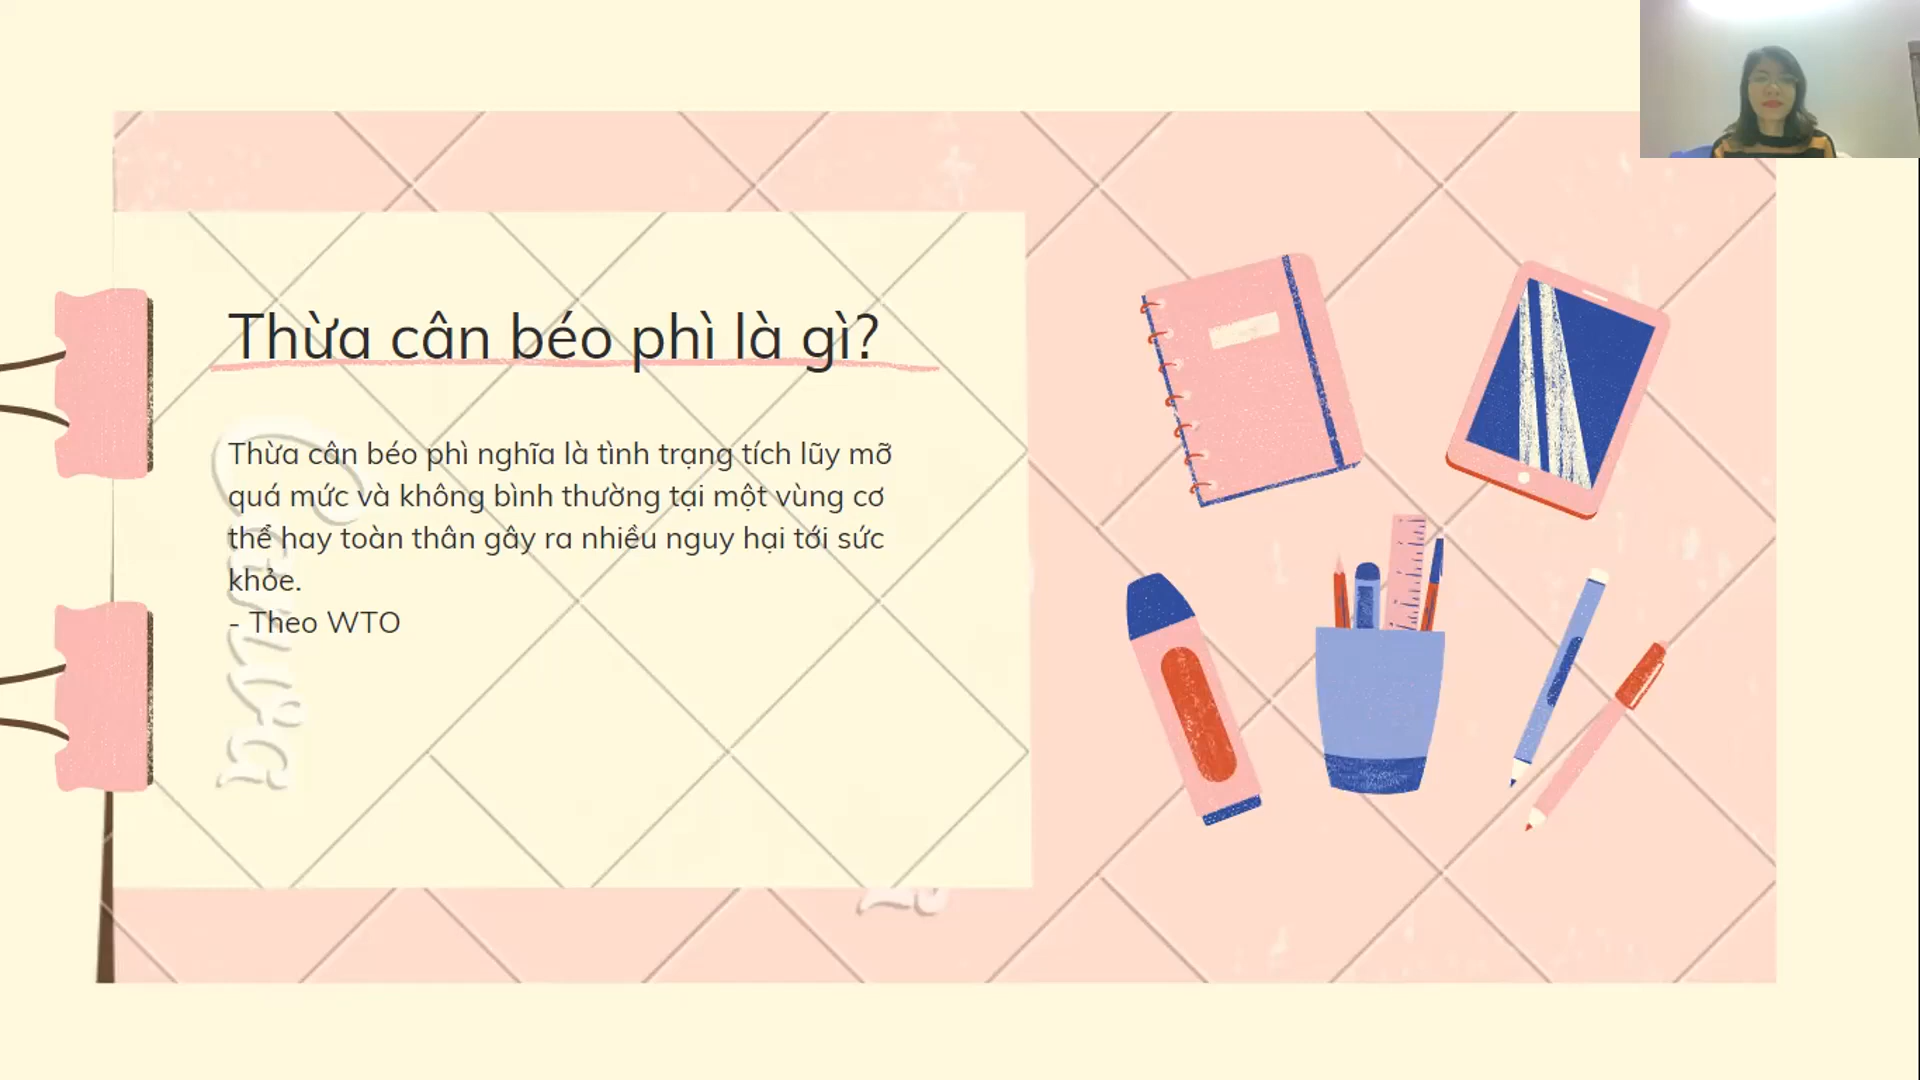 Thừa cân béo phì là gì?
Thừa cân béo phì nghĩa là tình trạng tích lũy mỡ
quá mức và không bình thường tại một vùng cơ
thể hay toàn thân gây ra nhiều nguy hại tới sức
khỏe.
- Theo WTO